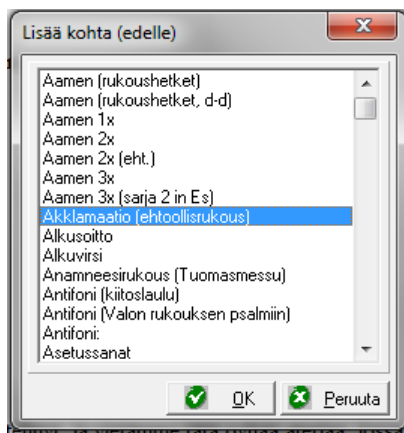 Lisää kohta (edelle)
Aamen (rukoushetket)
Aamen (rukoushetket, d-d)
Aamen 1x
Aamen 2x
Aamen 2x (eht.)
Aamen 3x
Aamen 3x (sarja 2 in Es)
Akklamaatio (ehtoollisrukous)
Alkusoitto
Alkuvirsi
Anamneesirukous (Tuomasmessu)
Antifoni (kiitoslaulu)
Antifoni (Valon rukouksen psalmiin)
Antifoni:
Asetussanat
OK
Peruuta